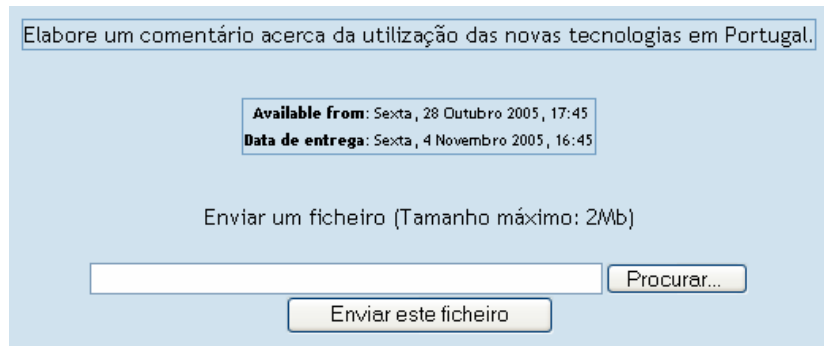 Elabore um comentário acerca da utilização das novas tecnologias em Portugal.
Available from: Sexta, 28 Outubro 2005, 17:45
Data de entrega: Sexta, 4 Novembro 2005, 16:45
Enviar um ficheiro (Tamanho máximo: 2Mb)
Procurar...
Enviar este ficheiro